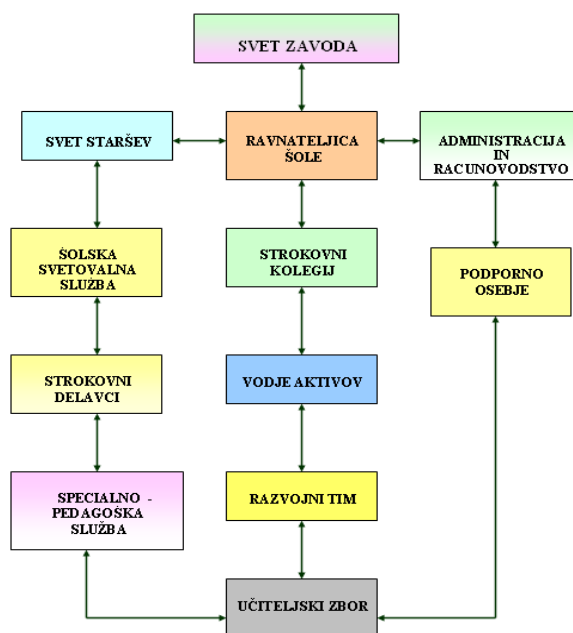 SVET ZAVODA
SVET STARŠEV
RAVNATELJICA
ŠOLE
ADMINISTRACIJA
IN
RACUNOVODSTVO
ŠOLSKA
SVETOVALNA
SLUŽBA
STROKOVNI
KOLEGIJ
PODPORNO
OSEBJE
STROKOVNI
DELAVCI
VODJE AKTIVOV
SPECIALNO -
PEDAGOŠKA
SLUŽBA
RAZVOJNI TIM
UČITELJSKI ZBOR